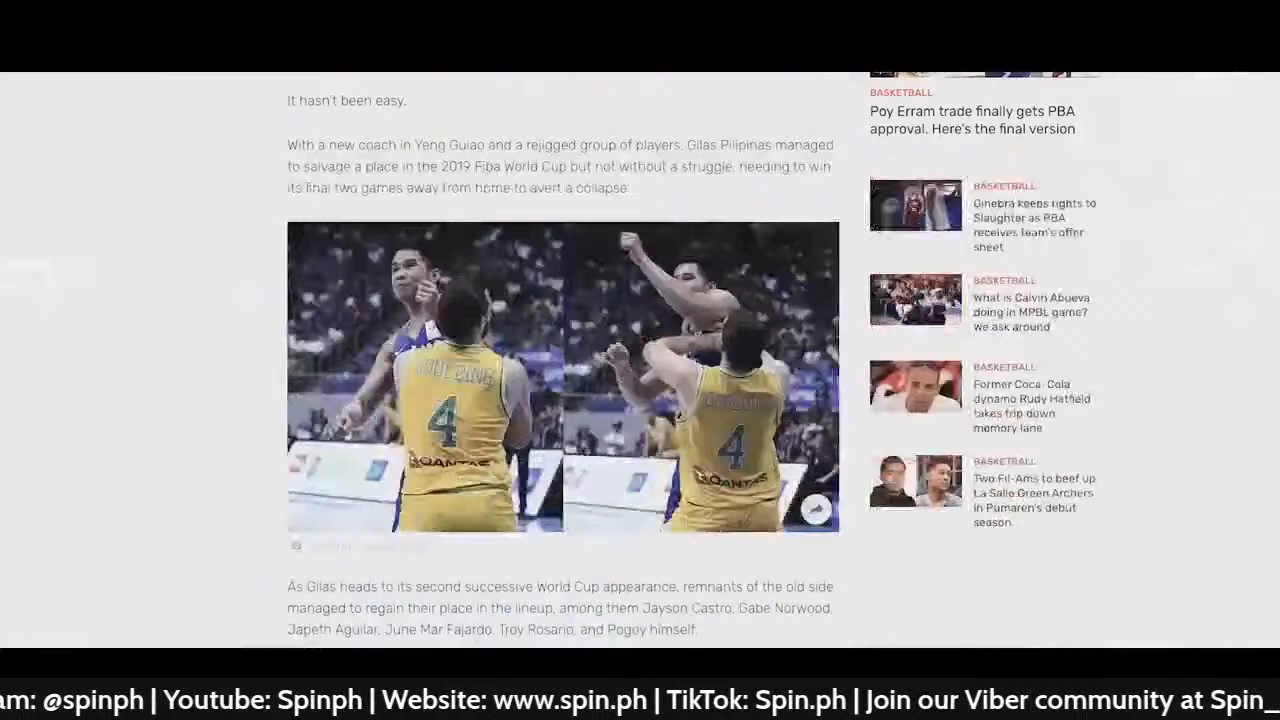 It hasn't been easy.
With a new coach in Yeng Guiao and a rejigged group of players, Gilas Pilipinas managed
to salvage a place in the 2019 Fiba World Cup but not without a struggle, needing to win
its final two games away from home to avert a collapse.
4
QANTAS
4
QANTAS
As Gilas heads to its second successive World Cup appearance, remnants of the old side
managed to regain their place in the lineup, among them Jayson Castro, Gabe Norwood,
Japeth Aguilar, June Mar Fajardo, Troy Rosario, and Pogoy himself.
BASKETBALL
Poy Erram trade finally gets PBA
approval. Here's the final version
BASKETBALL
Ginebra keeps rights to
Slaughter as PBA
receives team's offer
sheet
BASKETBALL
What is Calvin Abueva
doing in MPBL game?
We ask around
BASKETBALL
Former Coca-Cola
dynamo Rudy Hatfield
takes trip down
memory lane
BASKETBALL
Two Fil-Ams to beef up
La Salle Green Archers
in Pumaren's debut
season
am: @spinph | Youtube: Spinph | Website: www.spin.ph | TikTok: Spin.ph | Join our Viber community at Spin_